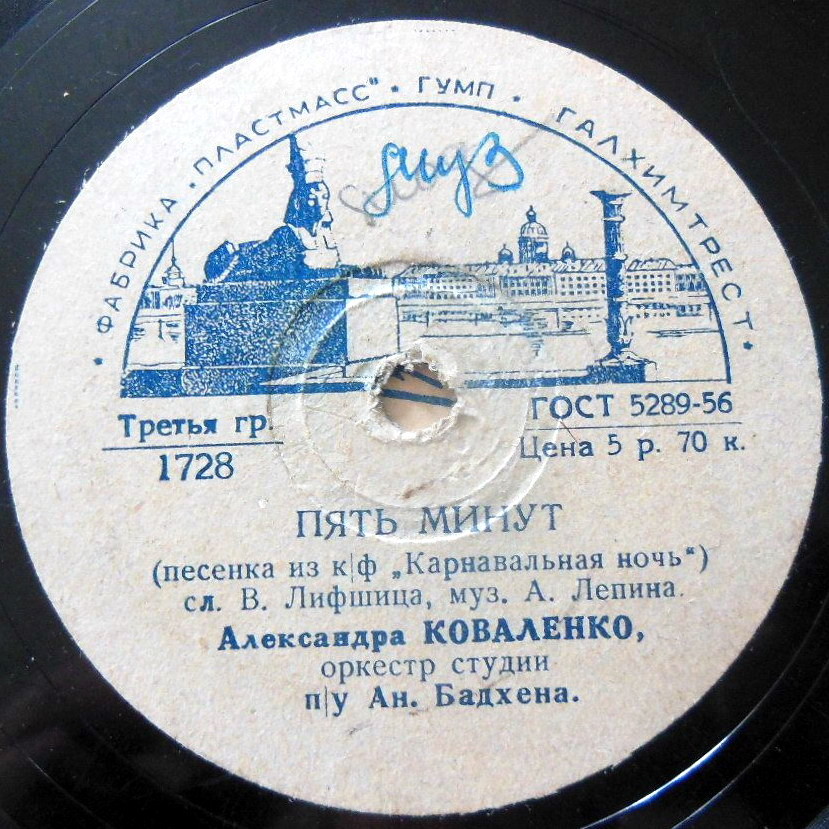 * ФАБРИКА „ПЛАСТМАСС" * ГУМП * ГАЛХИМТРЕСТ *
Третья гр.
1728
ГОСТ 5289-56
Цена 5 р. 70 к.
ПЯТЬ МИНУТ
(песенка из к|ф „Карнавальная ночь“)
сл. В. Лифшица, муз. А. Лепина.
Александра КОВАЛЕНКО,
оркестр студии
п|у Ан. Бадхена.